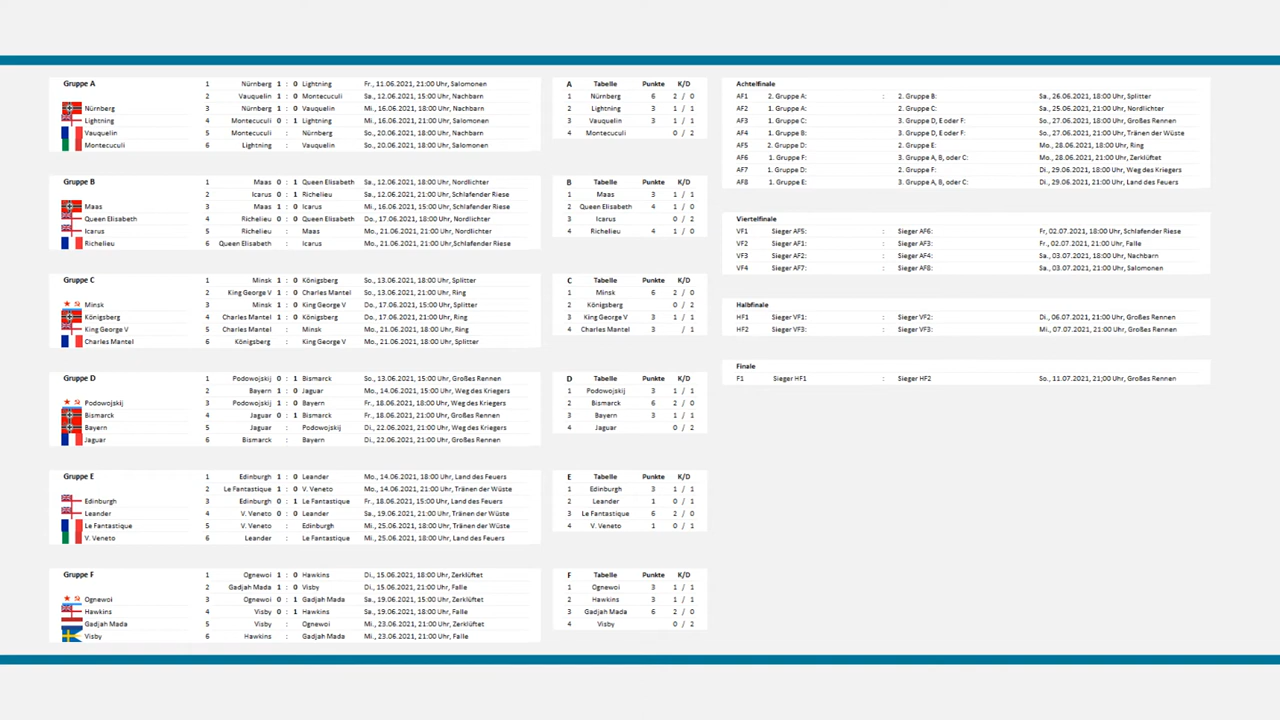 Gruppe A
1 Nürnberg 1 : 0 Lightning Fr., 11.06.2021, 21:00 Uhr, Salomonen
2 Vauquelin 1 : 0 Montecuculi Sa., 12.06.2021, 15:00 Uhr, Nachbarn
Nürnberg 3 Nürnberg 1 : 0 Vauquelin Mi., 16.06.2021, 18:00 Uhr, Nachbarn
Lightning 4 Montecuculi 0 : 1 Lightning Mi., 16.06.2021, 21:00 Uhr, Salomonen
Vauquelin 5 Montecuculi : Nürnberg So., 20.06.2021, 18:00 Uhr, Nachbarn
Montecuculi 6 Lightning : Vauquelin So., 20.06.2021, 18:00 Uhr, Salomonen
A Tabelle Punkte K/D
1 Nürnberg 6 2 / 0
2 Lightning 3 1 / 1
3 Vauquelin 3 1 / 1
4 Montecuculi 0 / 2
Gruppe B
1 Maas 0 : 1 Queen Elisabeth Sa., 12.06.2021, 18:00 Uhr, Nordlichter
2 Icarus 0 : 1 Richelieu Sa., 12.06.2021, 21:00 Uhr, Schlafender Riese
Maas 3 Maas 1 : 0 Icarus Mi., 16.06.2021, 15:00 Uhr, Schlafender Riese
Queen Elisabeth 4 Richelieu 0 : 0 Queen Elisabeth Do., 17.06.2021, 18:00 Uhr, Nordlichter
Icarus 5 Richelieu : Maas Mo., 21.06.2021, 21:00 Uhr, Nordlichter
Richelieu 6 Queen Elisabeth : Icarus Mo., 21.06.2021, 21:00 Uhr,Schlafender Riese
B Tabelle Punkte K/D
1 Maas 3 1 / 1
2 Queen Elisabeth 4 1 / 0
3 Icarus 0 / 2
4 Richelieu 4 1 / 0
Gruppe C
1 Minsk 1 : 0 Königsberg So., 13.06.2021, 18:00 Uhr, Splitter
2 King George V 1 : 0 Charles Mantel So., 13.06.2021, 21:00 Uhr, Ring
Minsk 3 Minsk 1 : 0 King George V Do., 17.06.2021, 15:00 Uhr, Splitter
Königsberg 4 Charles Mantel 1 : 0 Königsberg Do., 17.06.2021, 21:00 Uhr, Ring
King George V 5 Charles Mantel : Minsk Mo., 21.06.2021, 18:00 Uhr, Ring
Charles Mantel 6 Königsberg : King George V Mo., 21.06.2021, 18:00 Uhr, Splitter
C Tabelle Punkte K/D
1 Minsk 6 2 / 0
2 Königsberg 0 / 2
3 King George V 3 1 / 1
4 Charles Mantel 3 / 1
Gruppe D
1 Podowojskij 0 : 1 Bismarck So., 13.06.2021, 15:00 Uhr, Großes Rennen
2 Bayern 1 : 0 Jaguar Mo., 14.06.2021, 15:00 Uhr, Weg des Kriegers
Podowojskij 3 Podowojskij 1 : 0 Bayern Fr., 18.06.2021, 18:00 Uhr, Weg des Kriegers
Bismarck 4 Jaguar 0 : 1 Bismarck Fr., 18.06.2021, 21:00 Uhr, Großes Rennen
Bayern 5 Jaguar : Podowojskij Di., 22.06.2021, 21:00 Uhr, Weg des Kriegers
Jaguar 6 Bismarck : Bayern Di., 22.06.2021, 21:00 Uhr, Großes Rennen
D Tabelle Punkte K/D
1 Podowojskij 3 1 / 1
2 Bismarck 6 2 / 0
3 Bayern 3 1 / 1
4 Jaguar 0 / 2
Gruppe E
1 Edinburgh 1 : 0 Leander Mo., 14.06.2021, 18:00 Uhr, Land des Feuers
2 Le Fantastique 1 : 0 V. Veneto Mo., 14.06.2021, 21:00 Uhr, Tränen der Wüste
Edinburgh 3 Edinburgh 0 : 1 Le Fantastique Fr., 18.06.2021, 15:00 Uhr, Land des Feuers
Leander 4 V. Veneto 0 : 0 Leander Sa., 19.06.2021, 21:00 Uhr, Tränen der Wüste
Le Fantastique 5 V. Veneto : Edinburgh Mi., 25.06.2021, 18:00 Uhr, Tränen der Wüste
V. Veneto 6 Leander : Le Fantastique Mi., 25.06.2021, 18:00 Uhr, Land des Feuers
E Tabelle Punkte K/D
1 Edinburgh 3 1 / 1
2 Leander 1 0 / 1
3 Le Fantastique 6 2 / 0
4 V. Veneto 1 0 / 1
Gruppe F
1 Ognewoi 1 : 0 Hawkins Di., 15.06.2021, 18:00 Uhr, Zerklüftet
2 Gadjah Mada 1 : 0 Visby Di., 15.06.2021, 21:00 Uhr, Falle
Ognewoi 3 Ognewoi 0 : 1 Gadjah Mada Sa., 19.06.2021, 15:00 Uhr, Zerklüftet
Hawkins 4 Visby 0 : 1 Hawkins Sa., 19.06.2021, 18:00 Uhr, Falle
Gadjah Mada 5 Visby : Ognewoi Mi., 23.06.2021, 21:00 Uhr, Zerklüftet
Visby 6 Hawkins : Gadjah Mada Mi., 23.06.2021, 21:00 Uhr, Falle
F Tabelle Punkte K/D
1 Ognewoi 3 1 / 1
2 Hawkins 3 1 / 1
3 Gadjah Mada 6 2 / 0
4 Visby 0 / 2
Achtelfinale
AF1 2. Gruppe A: : 2. Gruppe B: Sa., 26.06.2021, 18:00 Uhr, Splitter
AF2 1. Gruppe A: 2. Gruppe C: Sa., 25.06.2021, 21:00 Uhr, Nordlichter
AF3 1. Gruppe C: 3. Gruppe D, E oder F: So., 27.06.2021, 18:00 Uhr, Großes Rennen
AF4 1. Gruppe B: 3. Gruppe D, E oder F: So., 27.06.2021, 21:00 Uhr, Tränen der Wüste
AF5 2. Gruppe D: 2. Gruppe E: Mo., 28.06.2021, 18:00 Uhr, Ring
AF6 1. Gruppe F: 3. Gruppe A, B, oder C: Mo., 28.06.2021, 21:00 Uhr, Zerklüftet
AF7 1. Gruppe D: 2. Gruppe F: Di., 29.06.2021, 18:00 Uhr, Weg des Kriegers
AF8 1. Gruppe E: 3. Gruppe A, B, oder C: Di., 29.06.2021, 21:00 Uhr, Land des Feuers
Viertelfinale
VF1 Sieger AF5: : Sieger AF6: Fr, 02.07.2021, 18:00 Uhr, Schlafender Riese
VF2 Sieger AF1: : Sieger AF3: Fr., 02.07.2021, 21:00 Uhr, Falle
VF3 Sieger AF2: : Sieger AF4: Sa., 03.07.2021, 18:00 Uhr, Nachbarn
VF4 Sieger AF7: : Sieger AF8: Sa., 03.07.2021, 21:00 Uhr, Salomonen
Halbfinale
HF1 Sieger VF1: : Sieger VF2: Di, 06.07.2021, 21:00 Uhr, Großes Rennen
HF2 Sieger VF3: : Sieger VF3: Mi., 07.07.2021, 21:00 Uhr, Großes Rennen
Finale
F1 Sieger HF1 : Sieger HF2 So., 11.07.2021, 21;00 Uhr, Großes Rennen